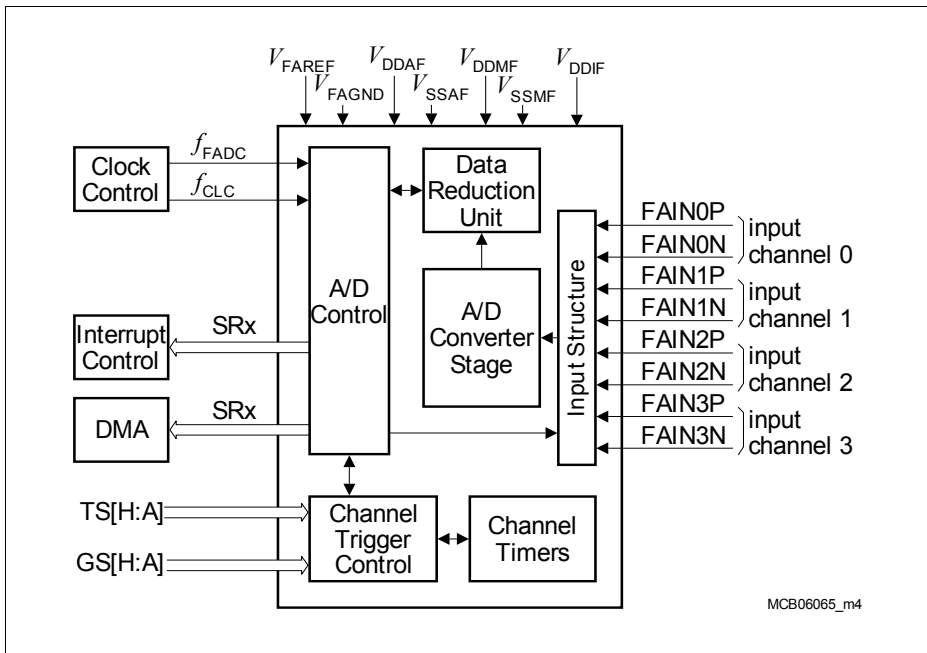 VFAREF
VDDAF
VDDMF
VDDIF
VFAGND
VSSAF
VSSMF
Clock
Control
fFADC
fCLC
A/D
Control
Data
Reduction
Unit
A/D
Converter
Stage
Input Structure
FAIN0P
FAIN0N
input
channel 0
FAIN1P
FAIN1N
input
channel 1
FAIN2P
FAIN2N
input
channel 2
FAIN3P
FAIN3N
input
channel 3
Interrupt
Control
SRx
DMA
SRx
TS[H:A]
GS[H:A]
Channel
Trigger
Control
Channel
Timers
MCB06065_m4